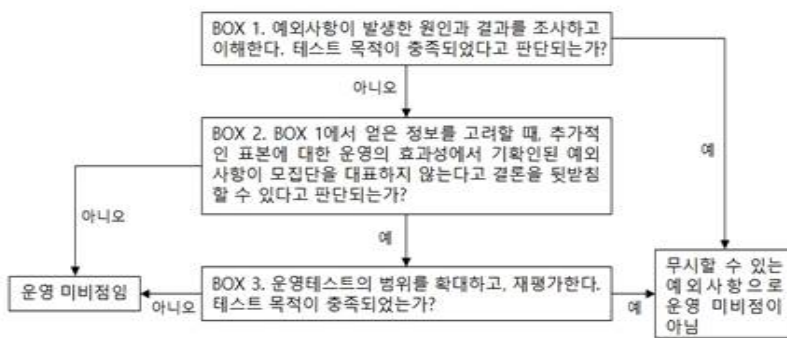 BOX 1. 예외사항이 발생한 원인과 결과를 조사하고
이해한다. 테스트 목적이 충족되었다고 판단되는가?
아니오
예
BOX 2. BOX 1에서 얻은 정보를 고려할 때, 추가적
인 표본에 대한 운영의 효과성에서 기확인된 예외
사항이 모집단을 대표하지 않는다고 결론을 뒷받침
할 수 있다고 판단되는가?
아니오
예
운영 미비점임
아니오
BOX 3. 운영테스트의 범위를 확대하고, 재평가한다.
테스트 목적이 충족되었는가?
예
무시할 수 있는
예외사항으로
운영 미비점이
아님